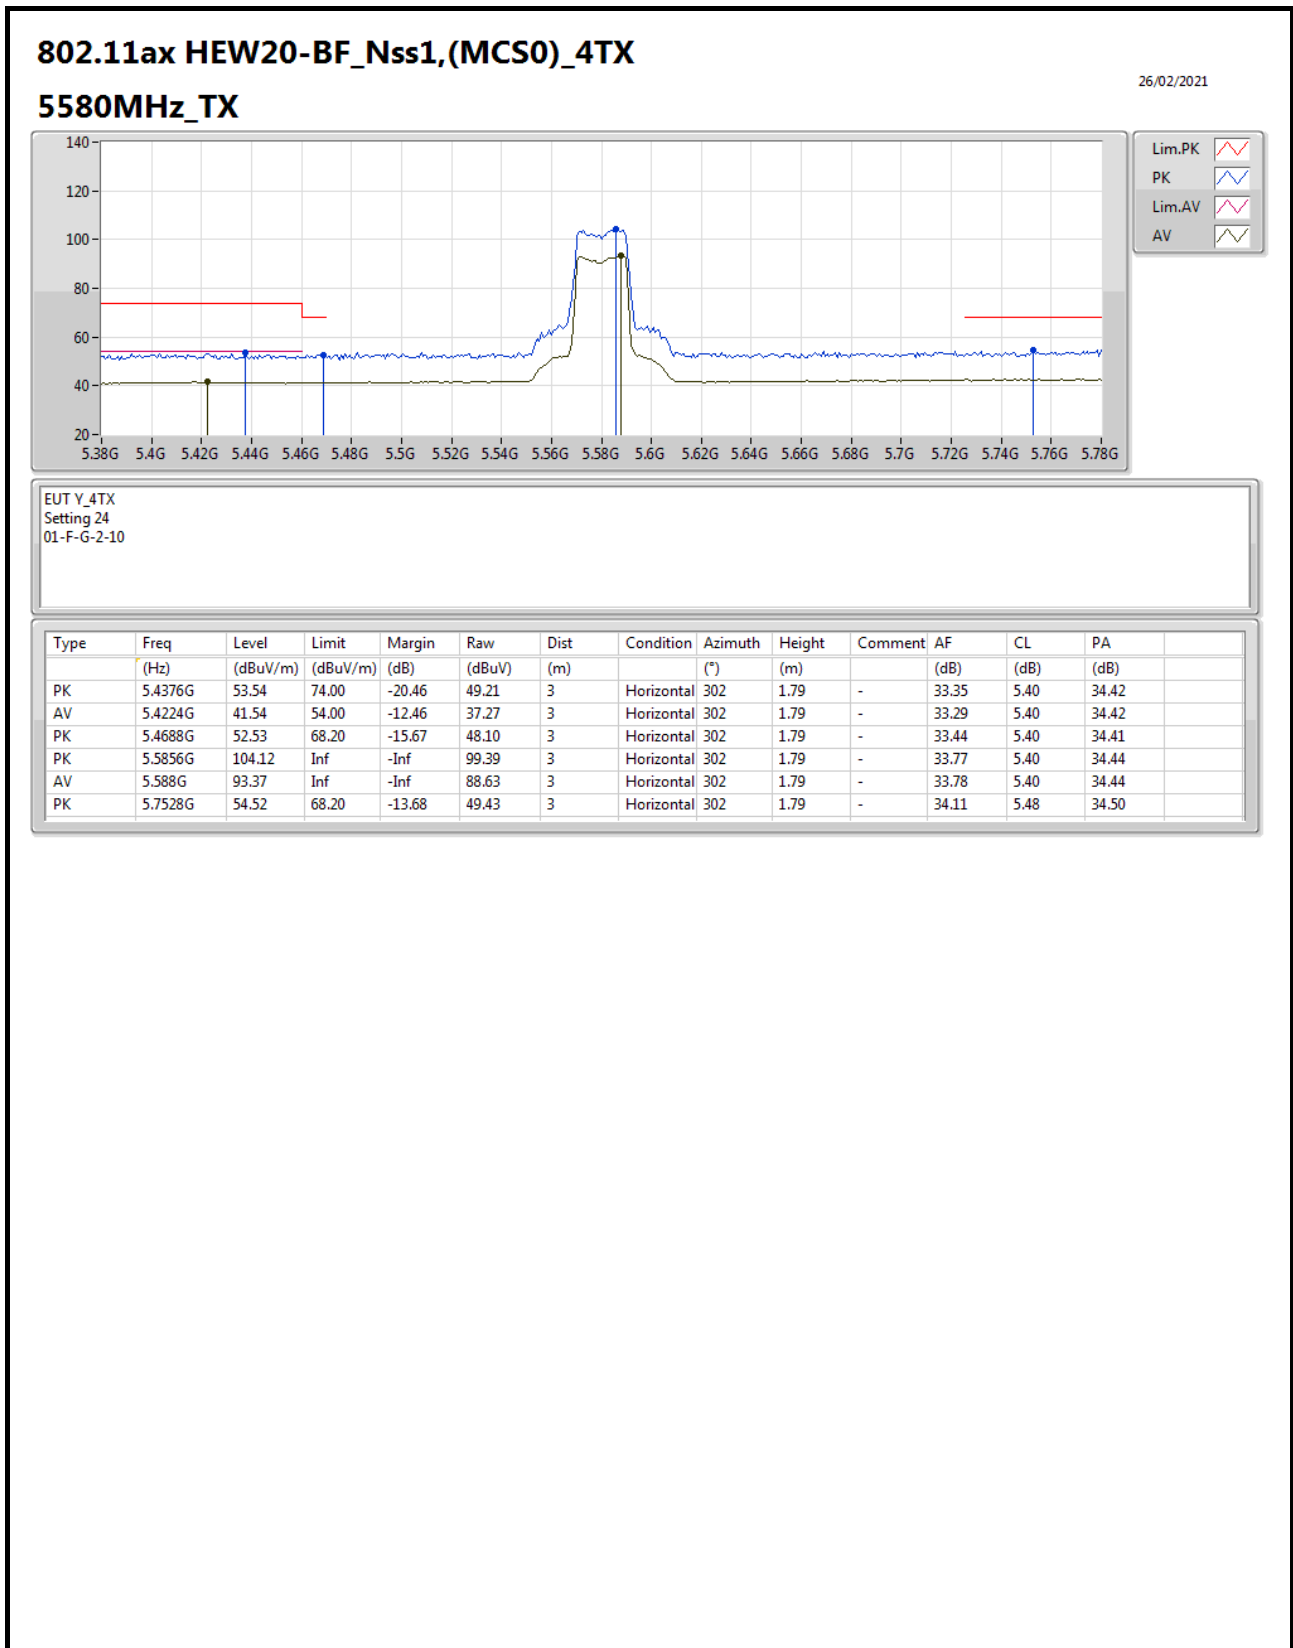 802.11ax HEW20-BF_Nss1,(MCS0)_4TX
26/02/2021
5580MHz_TX
140
120
100
80
60
40
20
5.38G 5.4G 5.42G 5.44G 5.46G 5.48G 5.5G 5.52G 5.54G 5.56G 5.58G 5.6G 5.62G 5.64G 5.66G 5.68G 5.7G 5.72G 5.74G 5.76G 5.78G
Lim.PK
PK
Lim.AV
AV
EUT Y_4TX
Setting 24
01-F-G-2-10
Type Freq Level Limit Margin Raw Dist Condition Azimuth Height Comment AF CL PA
(Hz) (dBuV/m) (dBuV/m) (dB) (dBuV) (m) (°) (m) (dB) (dB) (dB)
PK 5.4376G 53.54 74.00 -20.46 49.21 3 Horizontal 302 1.79 - 33.35 5.40 34.42
AV 5.4224G 41.54 54.00 -12.46 37.27 3 Horizontal 302 1.79 - 33.29 5.40 34.42
PK 5.4688G 52.53 68.20 -15.67 48.10 3 Horizontal 302 1.79 - 33.44 5.40 34.41
PK 5.5856G 104.12 Inf -Inf 99.39 3 Horizontal 302 1.79 - 33.77 5.40 34.44
AV 5.588G 93.37 Inf -Inf 88.63 3 Horizontal 302 1.79 - 33.78 5.40 34.44
PK 5.7528G 54.52 68.20 -13.68 49.43 3 Horizontal 302 1.79 - 34.11 5.48 34.50